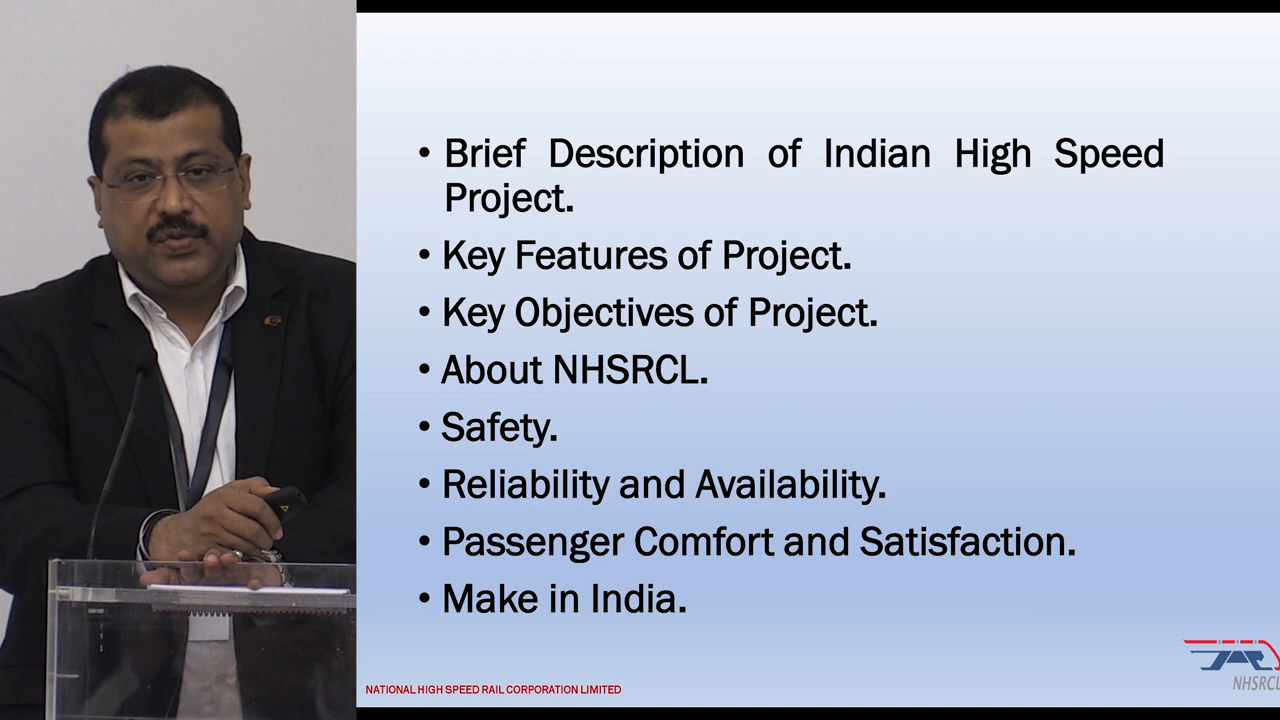 • Brief Description of Indian High Speed
Project.
• Key Features of Project.
• Key Objectives of Project.
• About NHSRCL.
• Safety.
• Reliability and Availability.
• Passenger Comfort and Satisfaction.
• Make in India.
NHSRCL
NATIONAL HIGH SPEED RAIL CORPORATION LIMITED